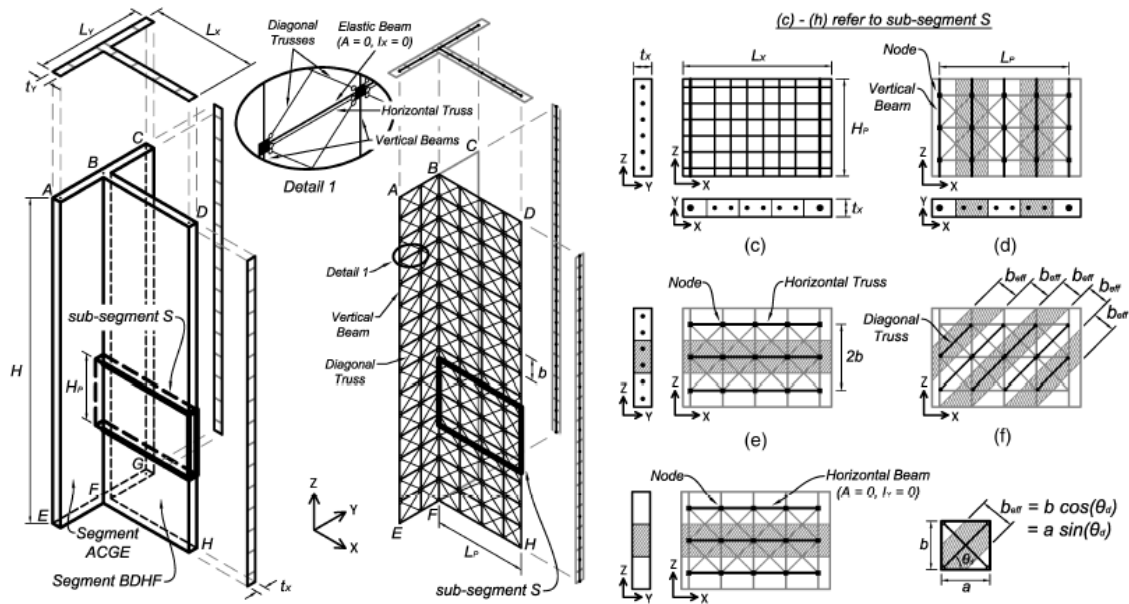 (c) - (h) refer to sub-segment S
L_Y
L_X
t_Y
Diagonal
Trusses
Elastic Beam
(A = 0, I_X = 0)
Horizontal Truss
Vertical Beams
Detail 1
A
B
C
D
H
sub-segment S
H_P
G
F
E
Segment
ACGE
H
Segment BDHF
t_X
Z
Y
X
A
B
C
D
Detail 1
Vertical
Beam
Diagonal
Truss
b
E
F
H
L_P
sub-segment S
t_X
L_X
H_P
Z
Y
Z
X
t_X
Y
X
(c)
Node
L_P
Vertical
Beam
Z
X
Y
X
(d)
Node
Horizontal Truss
2b
Z
Y
Z
X
(e)
b_eff
b_eff
b_eff
b_eff
b_eff
Diagonal
Truss
Z
X
(f)
Node
Horizontal Beam
(A = 0, I_Y = 0)
Z
Y
Z
X
b_eff = b cos(θ_d)
= a sin(θ_d)
b
a